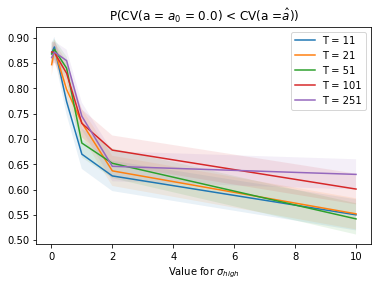 P(CV(a = a₀ = 0.0) < CV(a =â))
0.90
0.85
0.80
0.75
0.70
0.65
0.60
0.55
0.50
T = 11
T = 21
T = 51
T = 101
T = 251
0 2 4 6 8 10
Value for σ_high